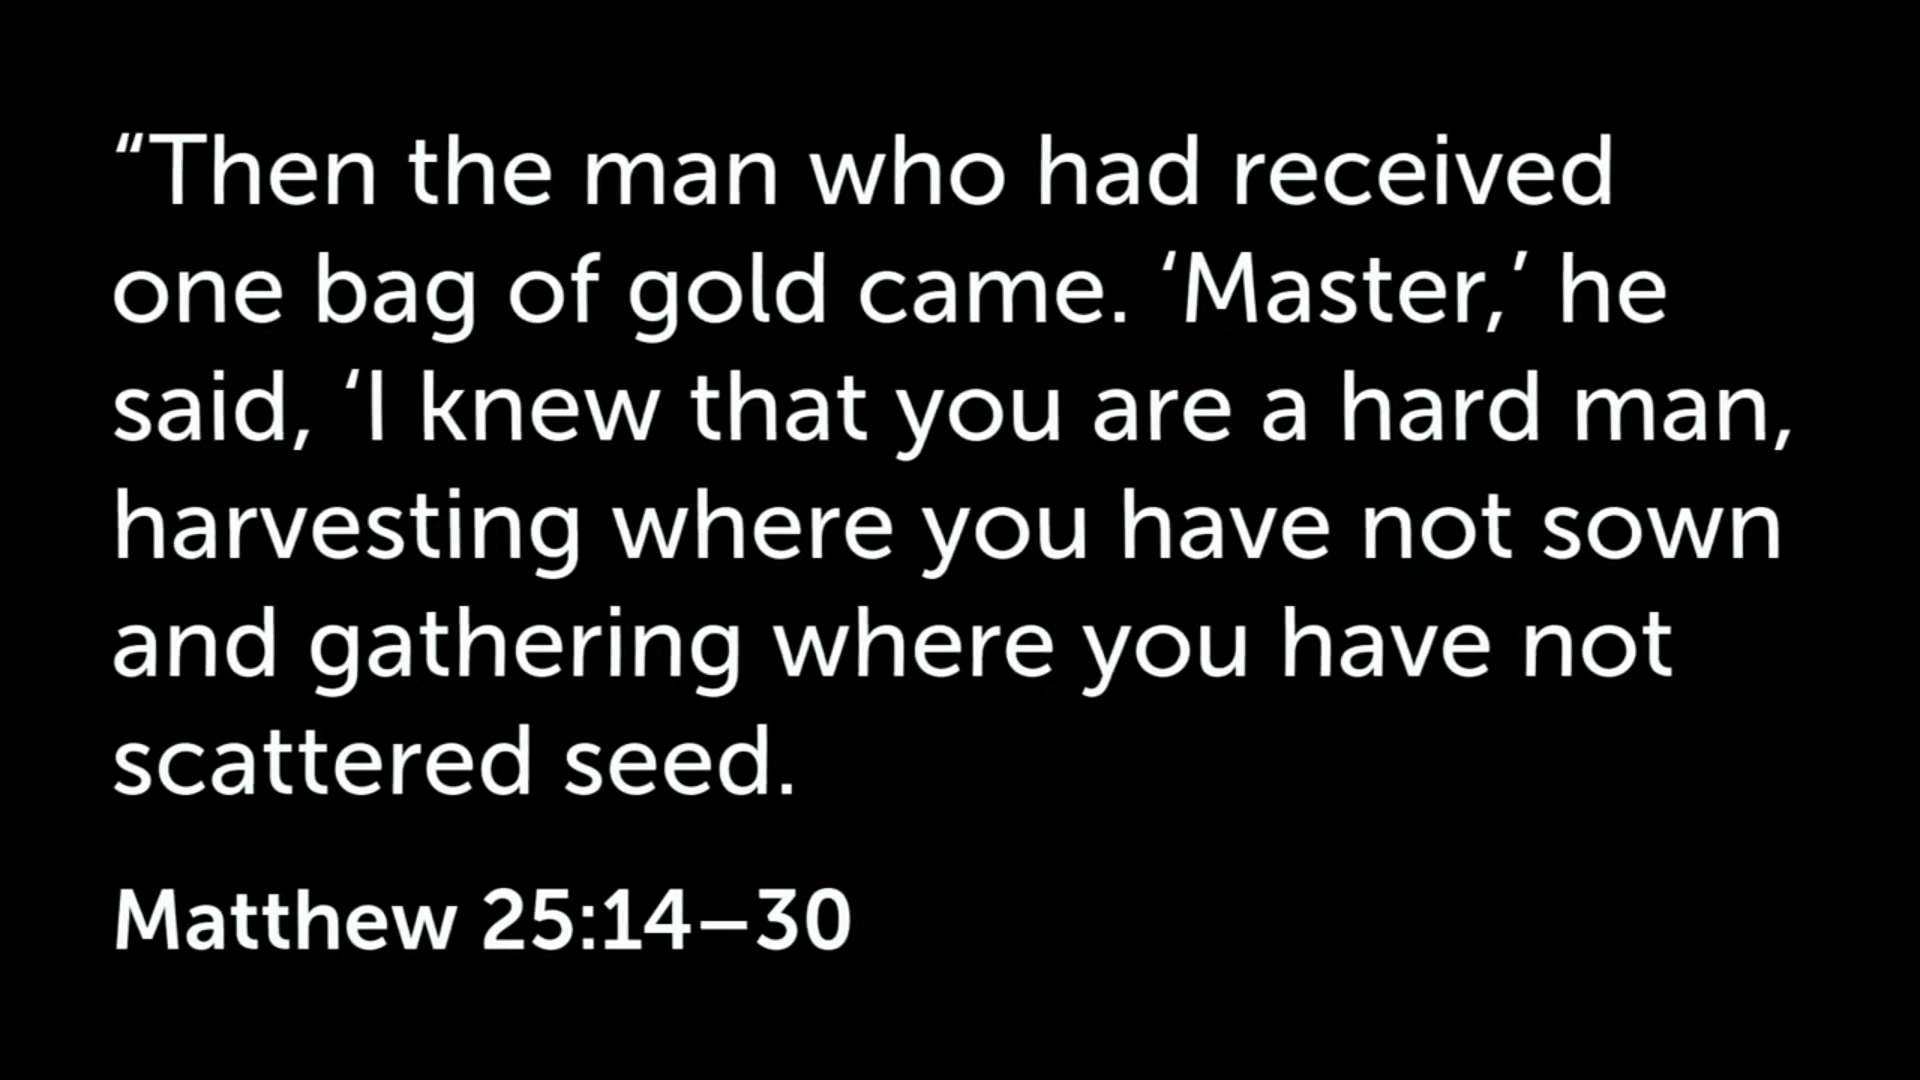 “Then the man who had received
one bag of gold came. ‘Master,’ he
said, ‘I knew that you are a hard man,
harvesting where you have not sown
and gathering where you have not
scattered seed.
Matthew 25:14–30